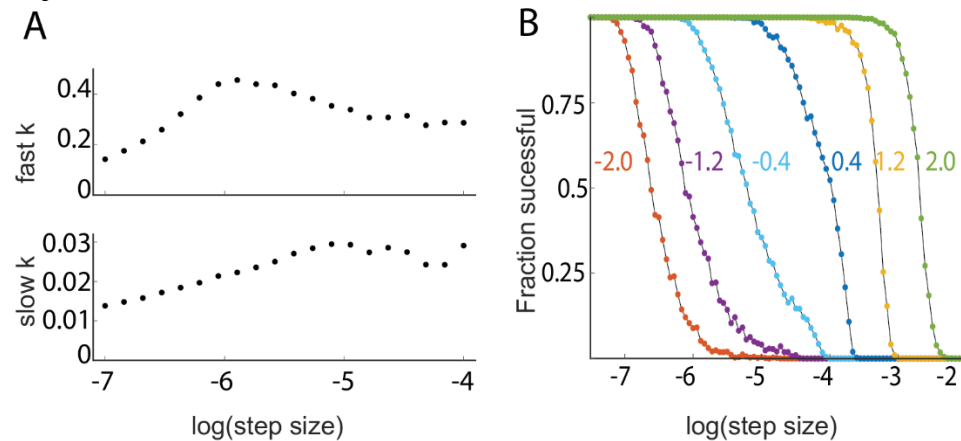 A
fast k
0.4
0.2
0
slow k
0.03
0.02
0.01
0
-7 -6 -5 -4
log(step size)
B
Fraction sucessful
0.75
0.5
0.25
-2.0 -1.2 -0.4 0.4 1.2 2.0
-7 -6 -5 -4 -3 -2
log(step size)